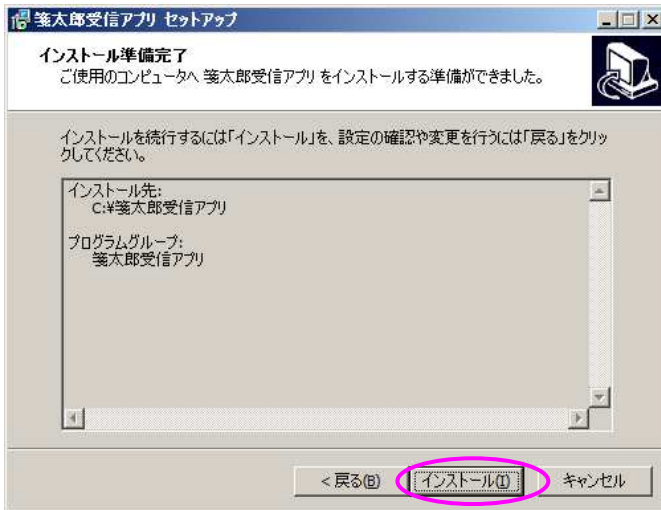 箋太郎受信アプリ セットアップ
インストール準備完了
ご使用のコンピュータへ 箋太郎受信アプリ をインストールする準備ができました。
インストールを続行するには「インストール」を、設定の確認や変更を行うには「戻る」をクリッ
クしてください。
インストール先:
C:¥箋太郎受信アプリ
プログラムグループ:
箋太郎受信アプリ
< 戻る(B)
インストール(I)
キャンセル